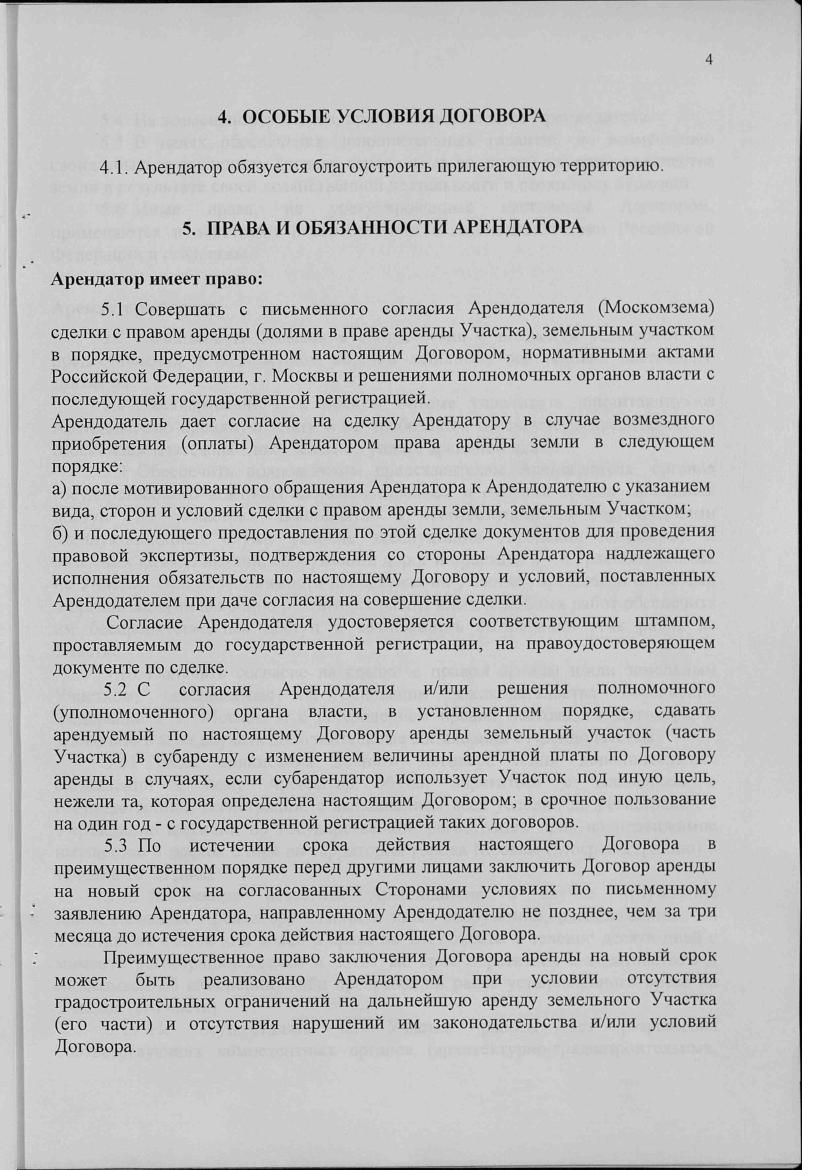 4
4. ОСОБЫЕ УСЛОВИЯ ДОГОВОРА
4.1. Арендатор обязуется благоустроить прилегающую территорию.
5. ПРАВА И ОБЯЗАННОСТИ АРЕНДАТОРА
Арендатор имеет право:
5.1 Совершать с письменного согласия Арендодателя (Москомзема)
сделки с правом аренды (долями в праве аренды Участка), земельным участком
в порядке, предусмотренном настоящим Договором, нормативными актами
Российской Федерации, г. Москвы и решениями полномочных органов власти с
последующей государственной регистрацией.
Арендодатель дает согласие на сделку Арендатору в случае возмездного
приобретения (оплаты) Арендатором права аренды земли в следующем
порядке:
а) после мотивированного обращения Арендатора к Арендодателю с указанием
вида, сторон и условий сделки с правом аренды земли, земельным Участком;
б) и последующего предоставления по этой сделке документов для проведения
правовой экспертизы, подтверждения со стороны Арендатора надлежащего
исполнения обязательств по настоящему Договору и условий, поставленных
Арендодателем при даче согласия на совершение сделки.
Согласие Арендодателя удостоверяется соответствующим штампом,
проставляемым до государственной регистрации, на правоудостоверяющем
документе по сделке.
5.2 С согласия Арендодателя и/или решения полномочного
(уполномоченного) органа власти, в установленном порядке, сдавать
арендуемый по настоящему Договору аренды земельный участок (часть
Участка) в субаренду с изменением величины арендной платы по Договору
аренды в случаях, если субарендатор использует Участок под иную цель,
нежели та, которая определена настоящим Договором; в срочное пользование
на один год - с государственной регистрацией таких договоров.
5.3 По истечении срока действия настоящего Договора в
преимущественном порядке перед другими лицами заключить Договор аренды
на новый срок на согласованных Сторонами условиях по письменному
заявлению Арендатора, направленному Арендодателю не позднее, чем за три
месяца до истечения срока действия настоящего Договора.
Преимущественное право заключения Договора аренды на новый срок
может быть реализовано Арендатором при условии отсутствия
градостроительных ограничений на дальнейшую аренду земельного Участка
(его части) и отсутствия нарушений им законодательства и/или условий
Договора.